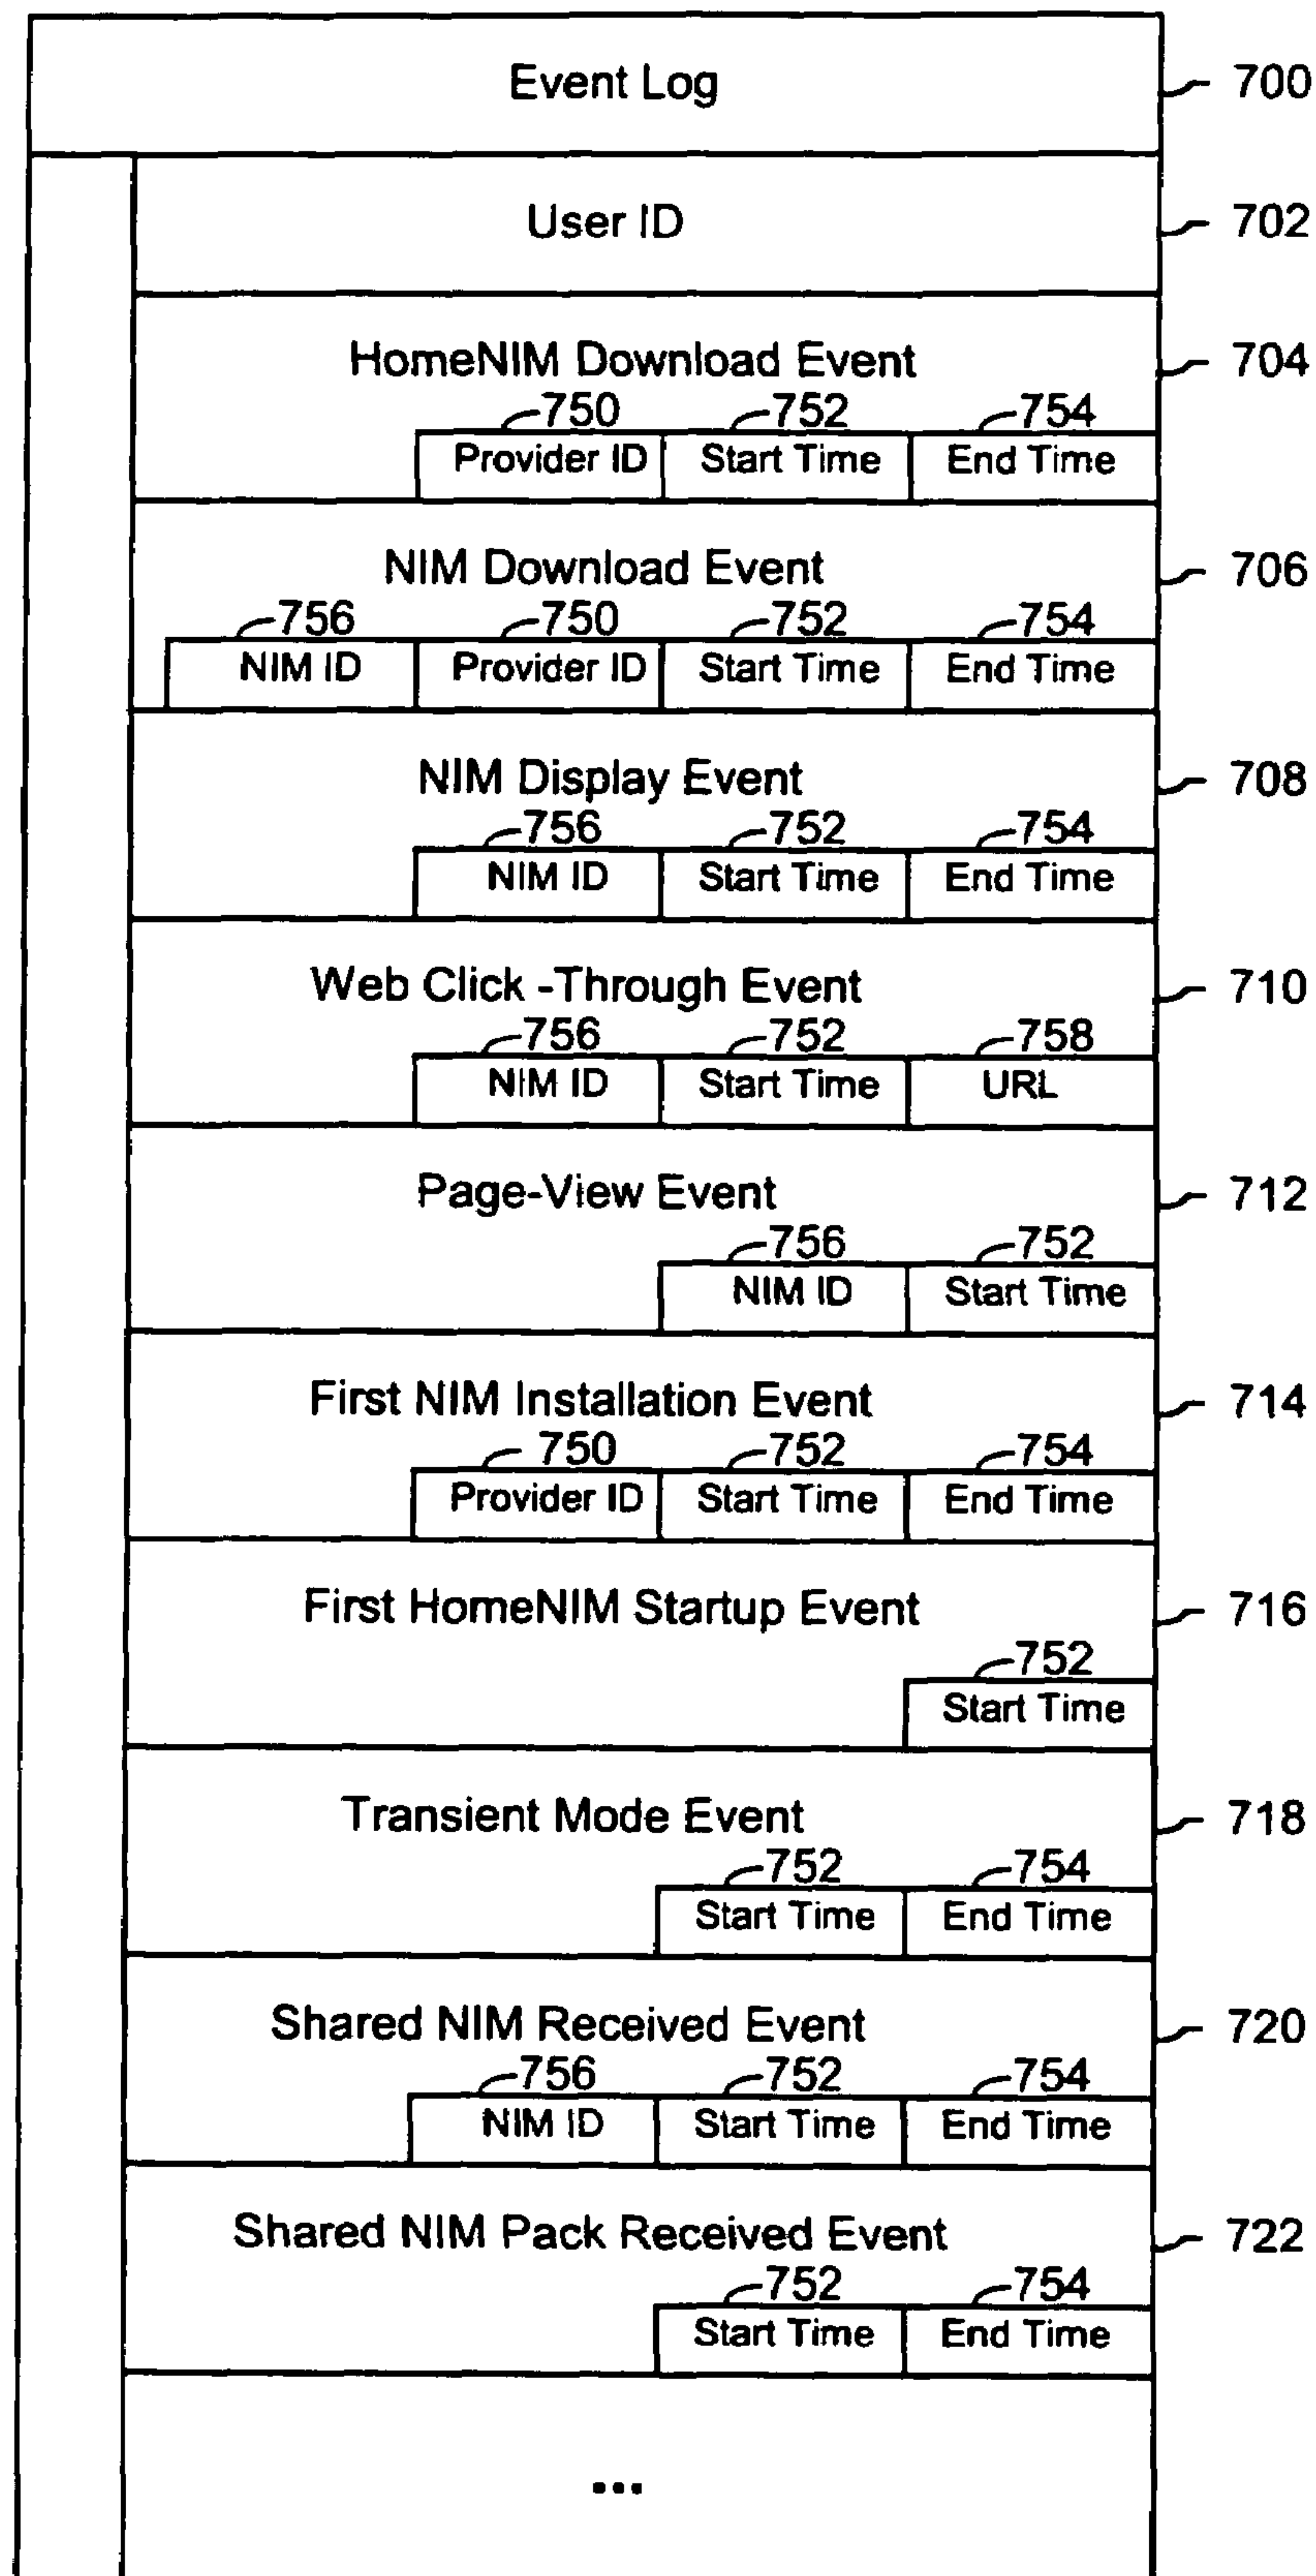 Event Log 700
User ID 702
HomeNIM Download Event 704
750 752 754
Provider ID Start Time End Time
NIM Download Event 706
756 750 752 754
NIM ID Provider ID Start Time End Time
NIM Display Event 708
756 752 754
NIM ID Start Time End Time
Web Click -Through Event 710
756 752 758
NIM ID Start Time URL
Page-View Event 712
756 752
NIM ID Start Time
First NIM Installation Event 714
750 752 754
Provider ID Start Time End Time
First HomeNIM Startup Event 716
752
Start Time
Transient Mode Event 718
752 754
Start Time End Time
Shared NIM Received Event 720
756 752 754
NIM ID Start Time End Time
Shared NIM Pack Received Event 722
752 754
Start Time End Time
...